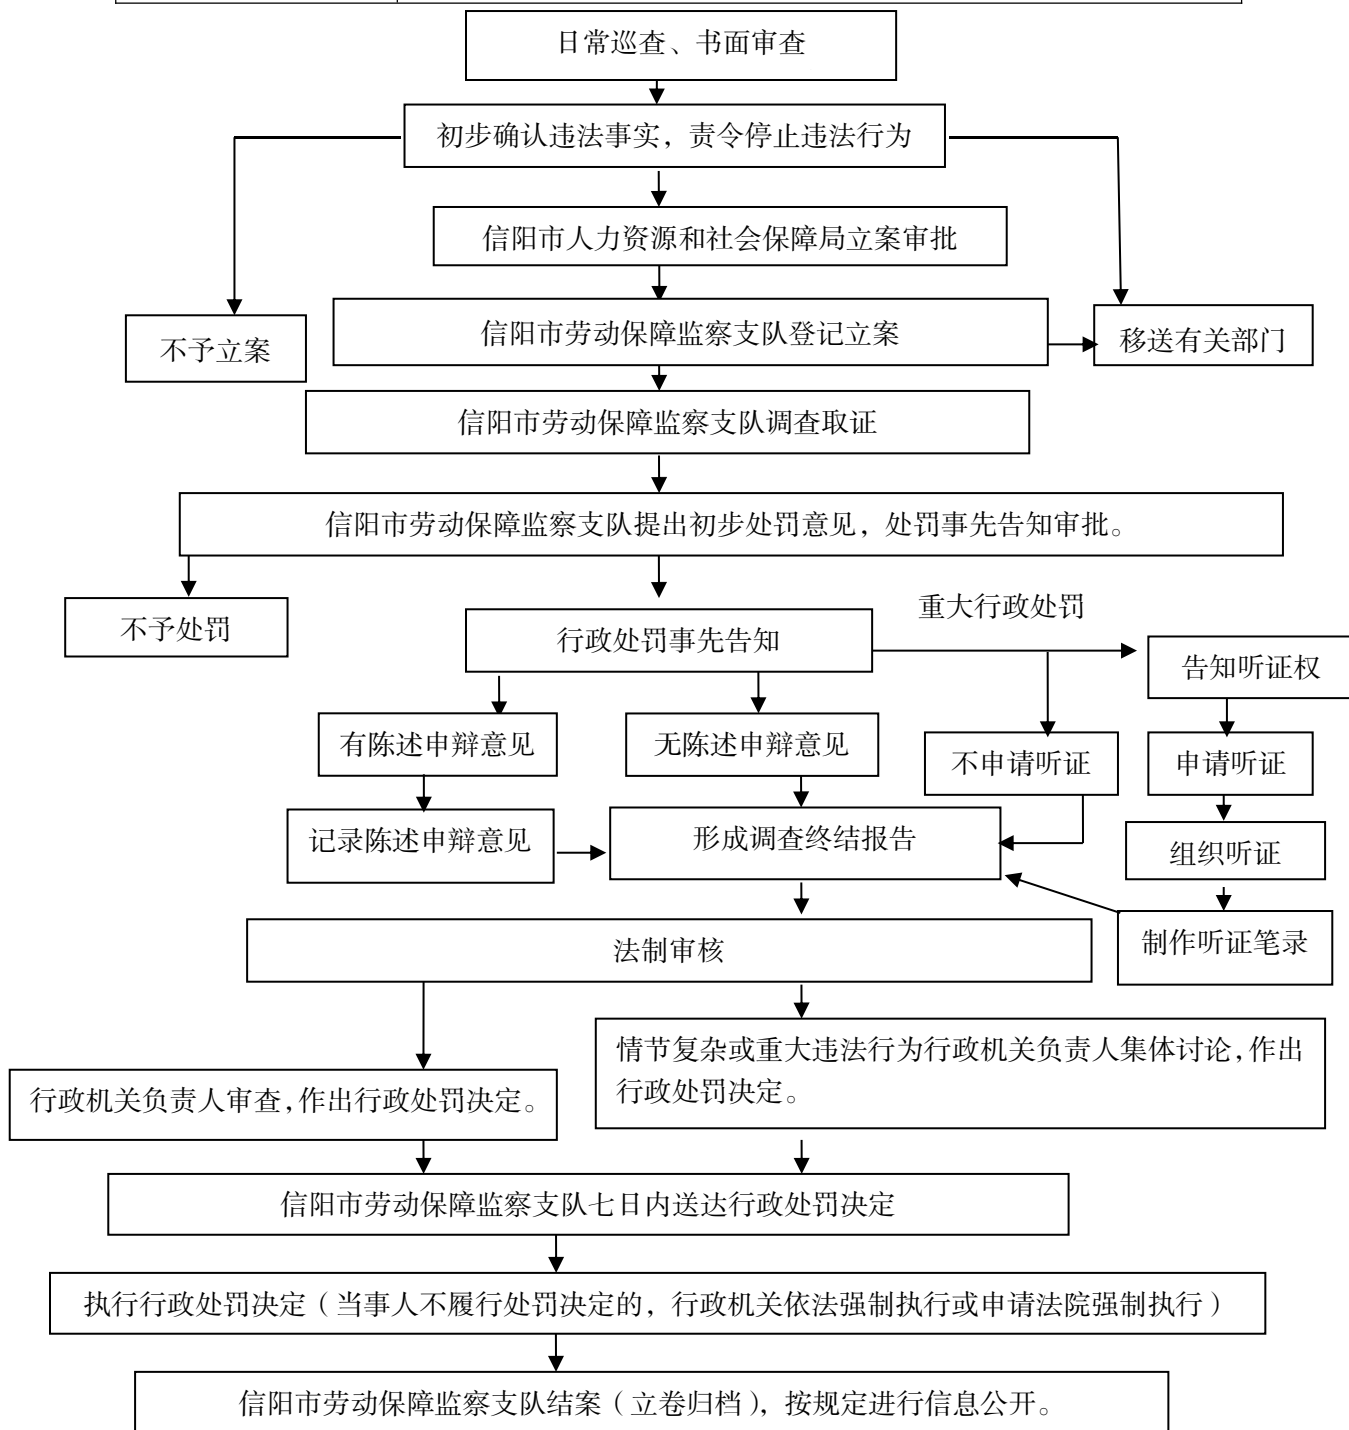 日常巡查、书面审查
初步确认违法事实，责令停止违法行为
信阳市人力资源和社会保障局立案审批
信阳市劳动保障监察支队登记立案
不予立案
移送有关部门
信阳市劳动保障监察支队调查取证
信阳市劳动保障监察支队提出初步处罚意见，处罚事先告知审批。
不予处罚
行政处罚事先告知
重大行政处罚
告知听证权
有陈述申辩意见
无陈述申辩意见
不申请听证
申请听证
记录陈述申辩意见
形成调查终结报告
组织听证
法制审核
制作听证笔录
情节复杂或重大违法行为行政机关负责人集体讨论，作出
行政处罚决定。
行政机关负责人审查，作出行政处罚决定。
信阳市劳动保障监察支队七日内送达行政处罚决定
执行行政处罚决定（当事人不履行处罚决定的，行政机关依法强制执行或申请法院强制执行）
信阳市劳动保障监察支队结案（立卷归档），按规定进行信息公开。